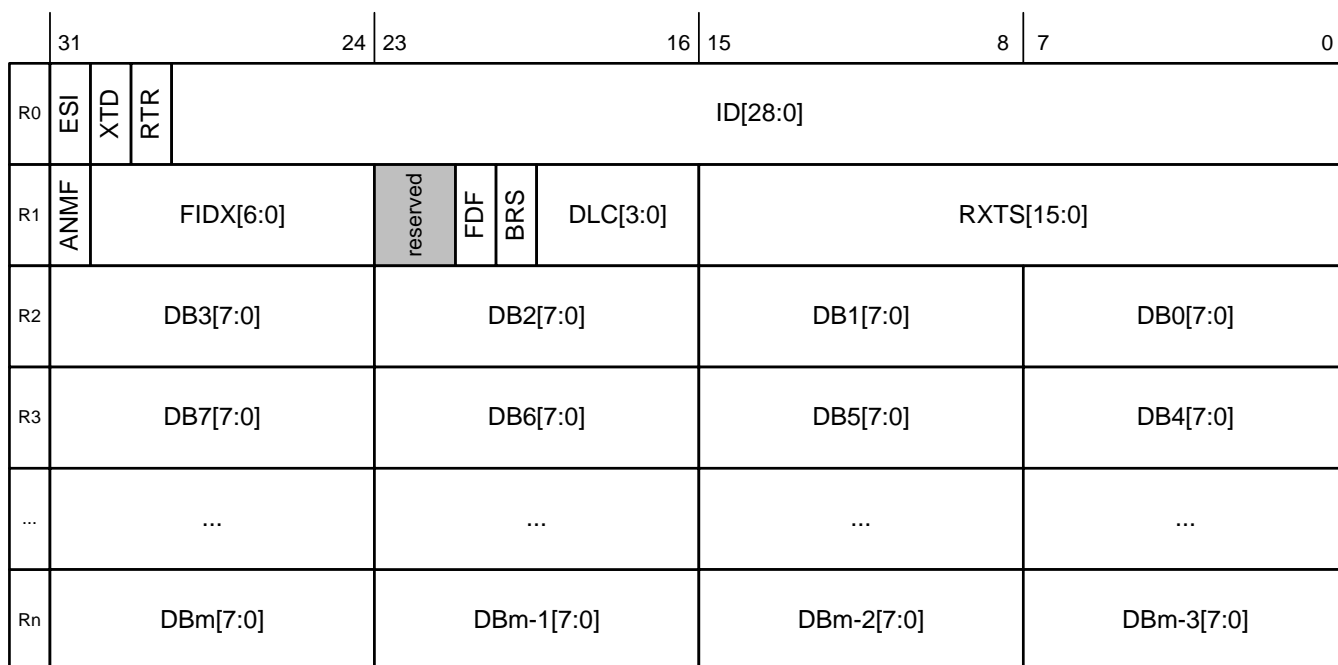 31 24 23 16 15 8 7 0
R0 ESI XTD RTR ID[28:0]
R1 ANMF FIDX[6:0] reserved FDF BRS DLC[3:0] RXTS[15:0]
R2 DB3[7:0] DB2[7:0] DB1[7:0] DB0[7:0]
R3 DB7[7:0] DB6[7:0] DB5[7:0] DB4[7:0]
... ... ... ... ...
Rn DBm[7:0] DBm-1[7:0] DBm-2[7:0] DBm-3[7:0]